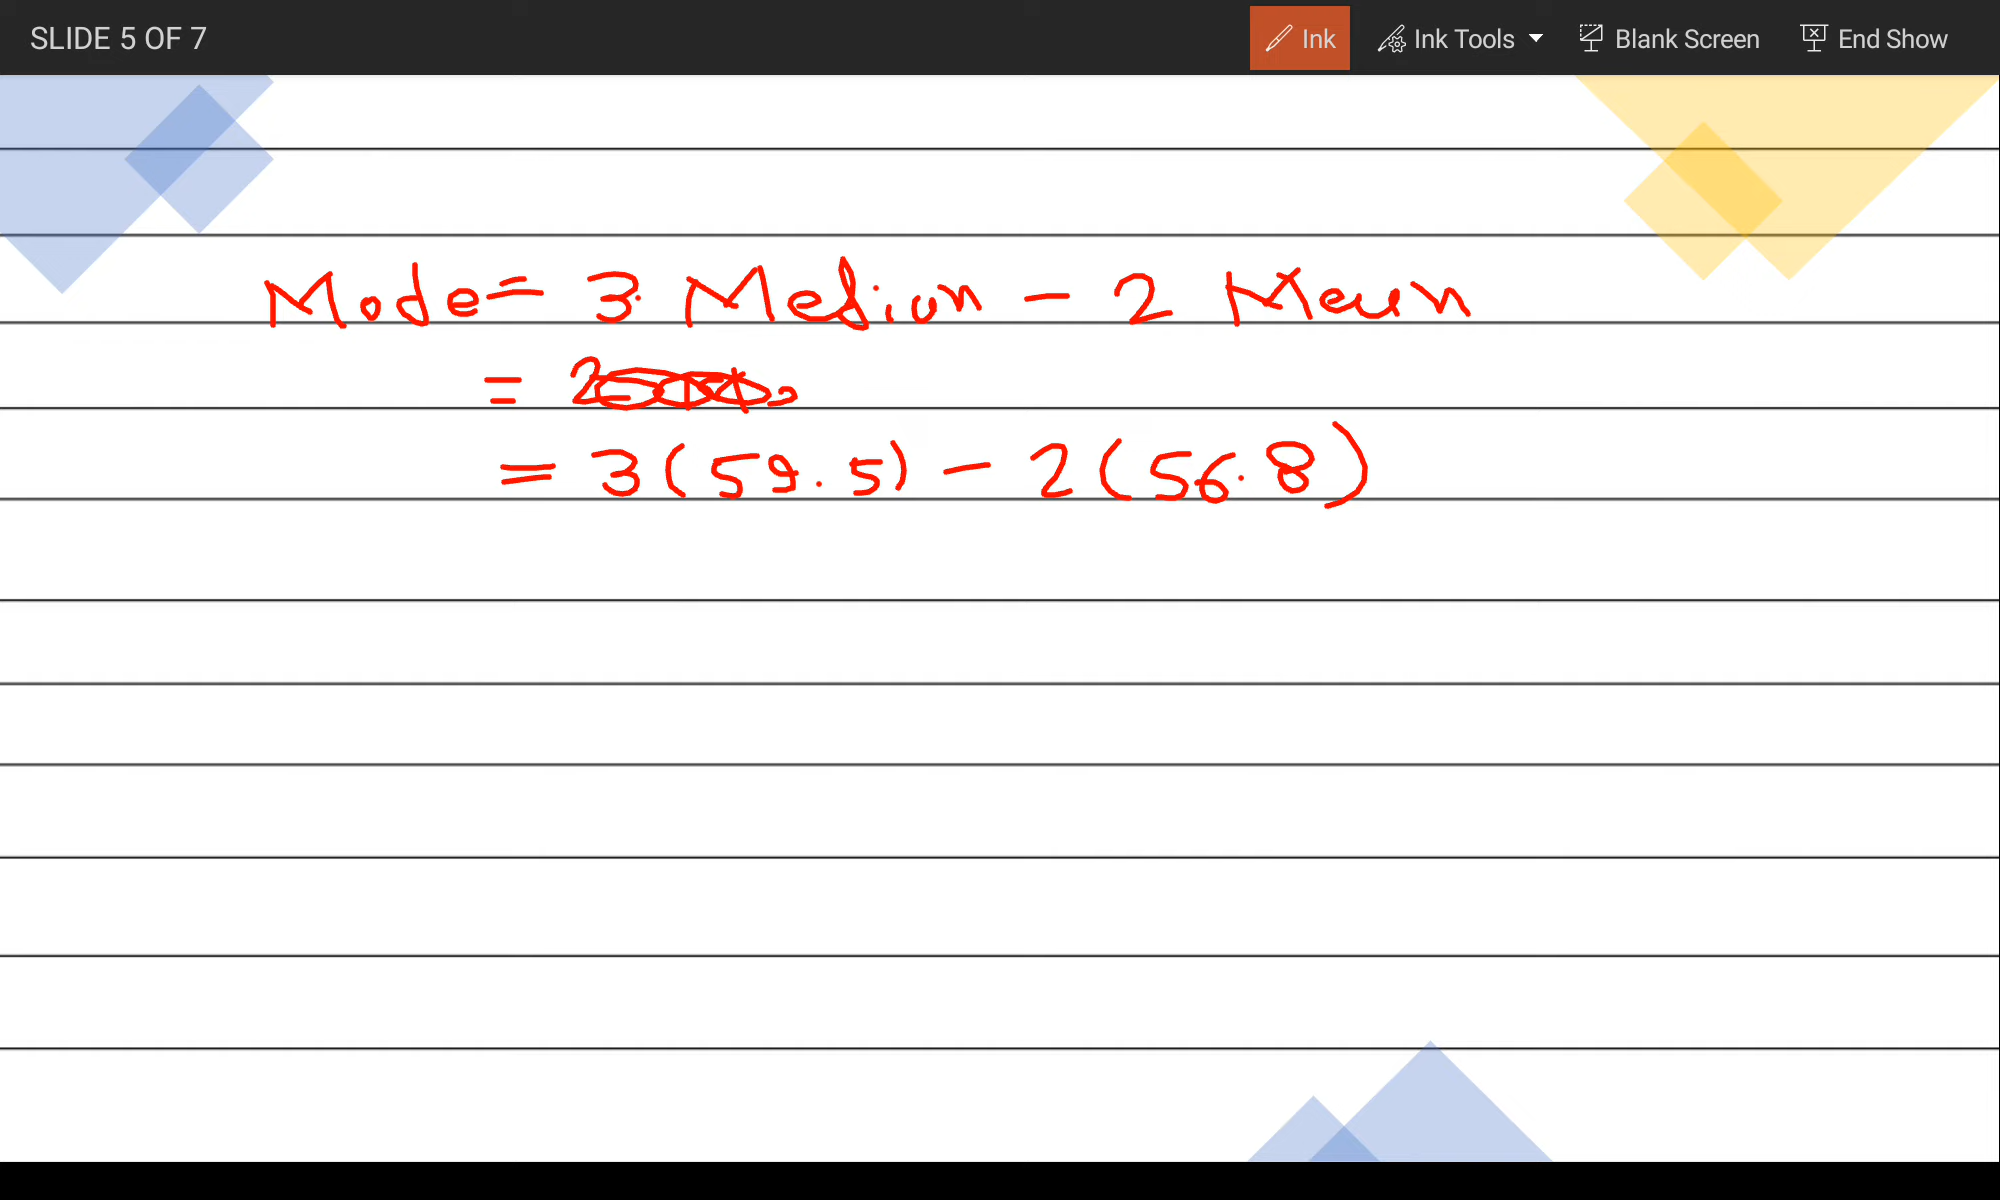 SLIDE 5 OF 7 Ink Ink Tools Blank Screen End Show
Mode = 3 Median - 2 Mean
=
= 3(59.5) - 2(56.8)